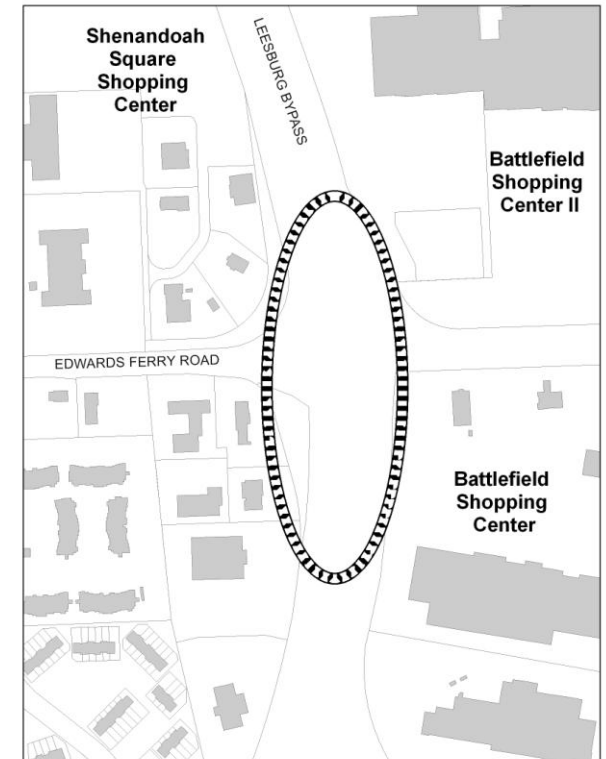 Shenandoah
Square
Shopping
Center
LEESBURG BYPASS
Battlefield
Shopping
Center II
EDWARDS FERRY ROAD
Battlefield
Shopping
Center